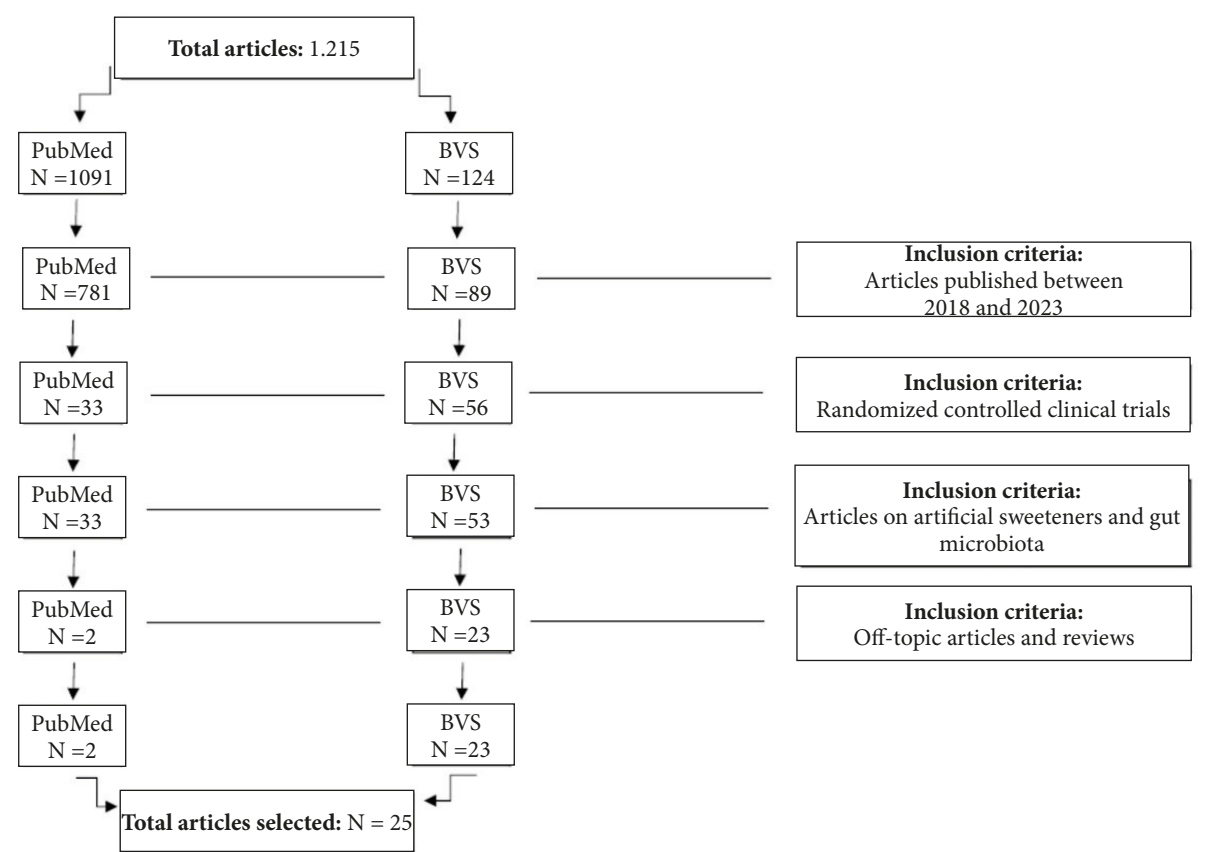 Total articles: 1.215
PubMed
N =1091
BVS
N =124
PubMed
N =781
BVS
N =89
Inclusion criteria:
Articles published between
2018 and 2023
PubMed
N =33
BVS
N =56
Inclusion criteria:
Randomized controlled clinical trials
PubMed
N =33
BVS
N =53
Inclusion criteria:
Articles on artificial sweeteners and gut
microbiota
PubMed
N =2
BVS
N =23
Inclusion criteria:
Off-topic articles and reviews
PubMed
N =2
BVS
N =23
Total articles selected: N = 25